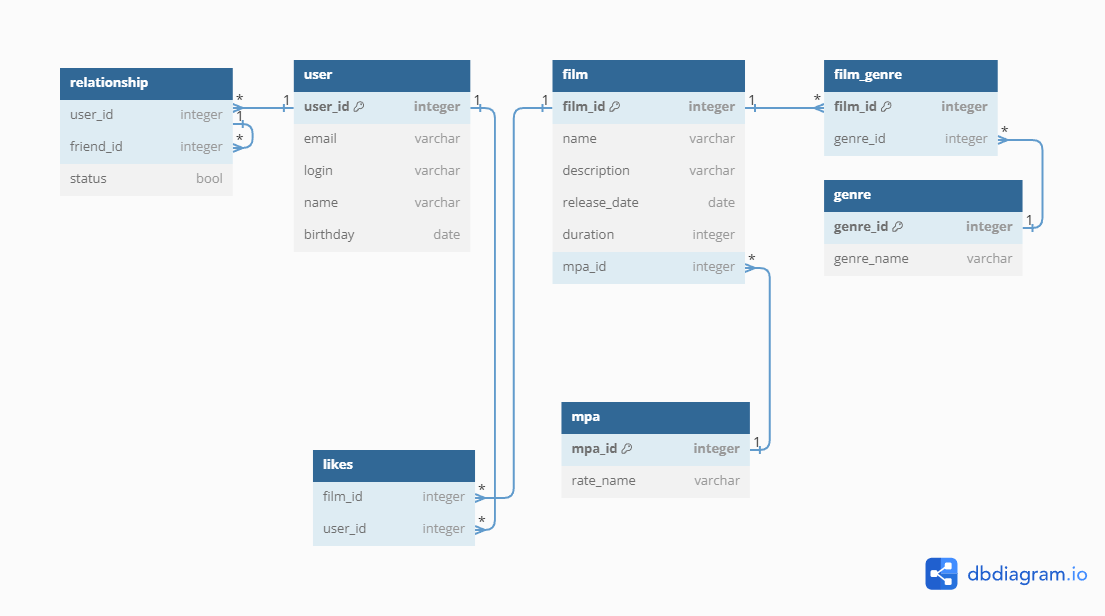 relationship
user_id integer
friend_id integer
status bool
* 1
1
*
user
user_id integer
email varchar
login varchar
name varchar
birthday date
1 1
film
film_id integer
name varchar
description varchar
release_date date
duration integer
mpa_id integer
1 *
*
film_genre
film_id integer
genre_id integer
*
genre
genre_id integer
genre_name varchar
1
mpa
mpa_id integer
rate_name varchar
1
likes
film_id integer
user_id integer
*
*
dbdiagram.io